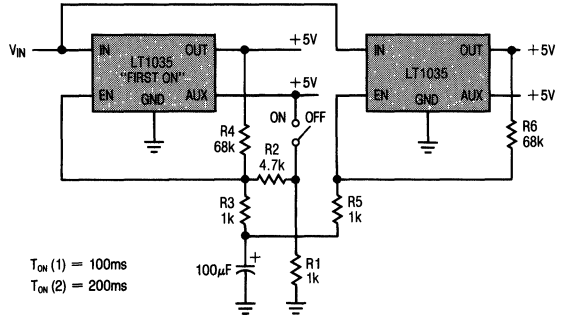 V_IN
IN
OUT
LT1035
"FIRST ON"
EN
GND
AUX
+5V
+5V
ON
OFF
IN
OUT
LT1035
EN
GND
AUX
+5V
+5V
R4
68k
R2
4.7k
R6
68k
R3
1k
R5
1k
100μF
+
R1
1k
T_ON (1) = 100ms
T_ON (2) = 200ms